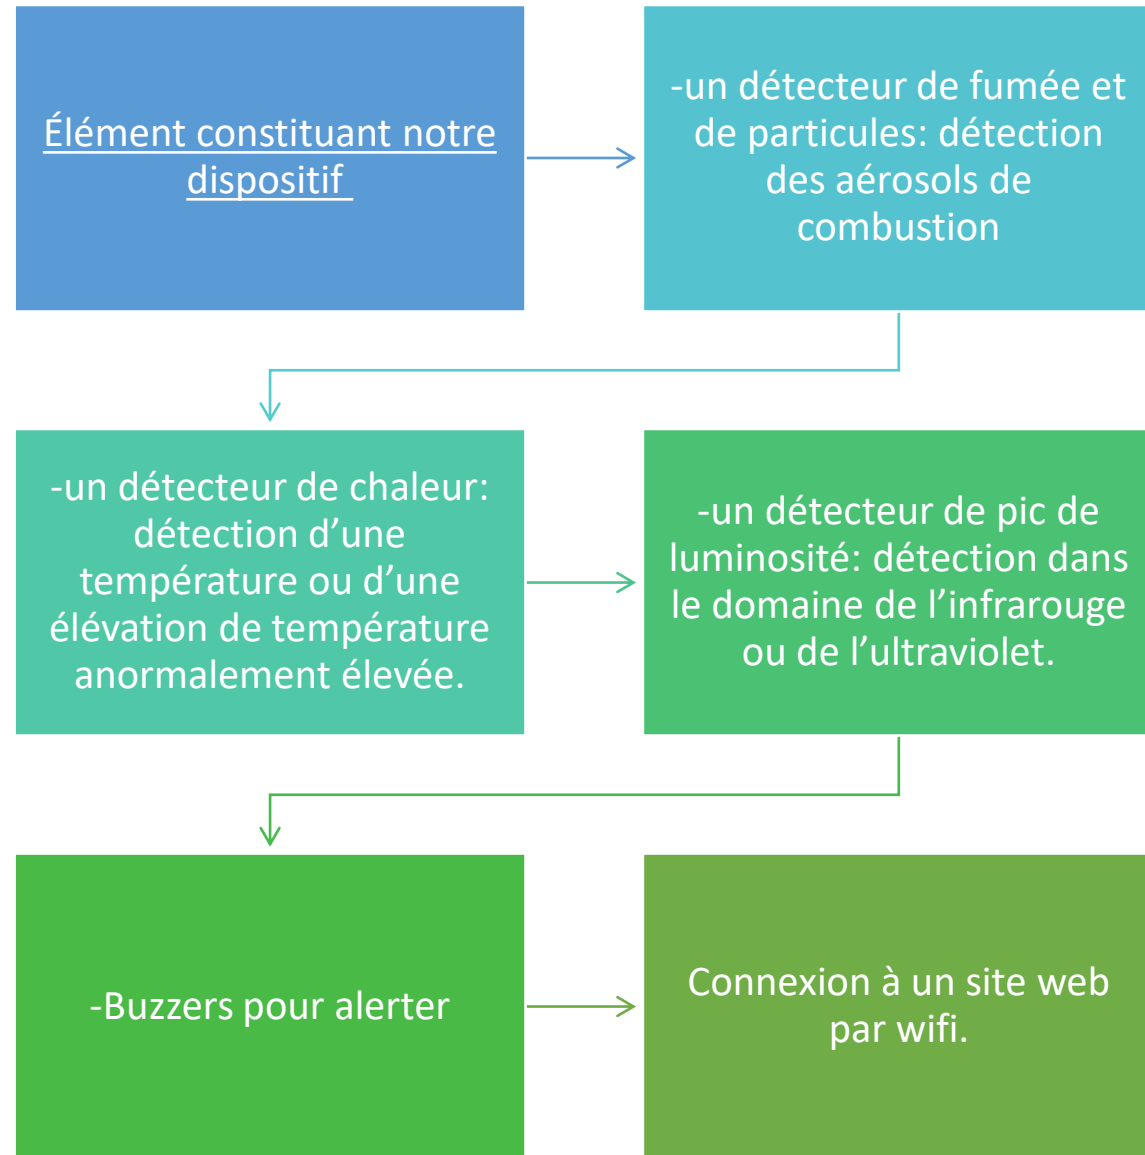 Élément constituant notre
dispositif
-un détecteur de fumée et
de particules: détection
des aérosols de
combustion
-un détecteur de chaleur:
détection d’une
température ou d’une
élévation de température
anormalement élevée.
-un détecteur de pic de
luminosité: détection dans
le domaine de l’infrarouge
ou de l’ultraviolet.
-Buzzers pour alerter
Connexion à un site web
par wifi.